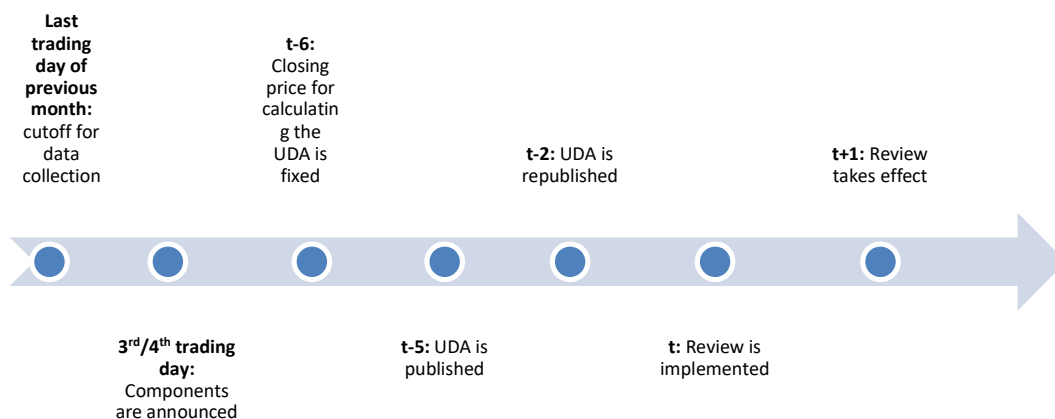 Last
trading
day of
previous
month:
cutoff for
data
collection
t-6:
Closing
price for
calculatin
g the
UDA is
fixed
t-2: UDA is
republished
t+1: Review
takes effect
3rd/4th trading
day:
Components
are announced
t-5: UDA is
published
t: Review is
implemented